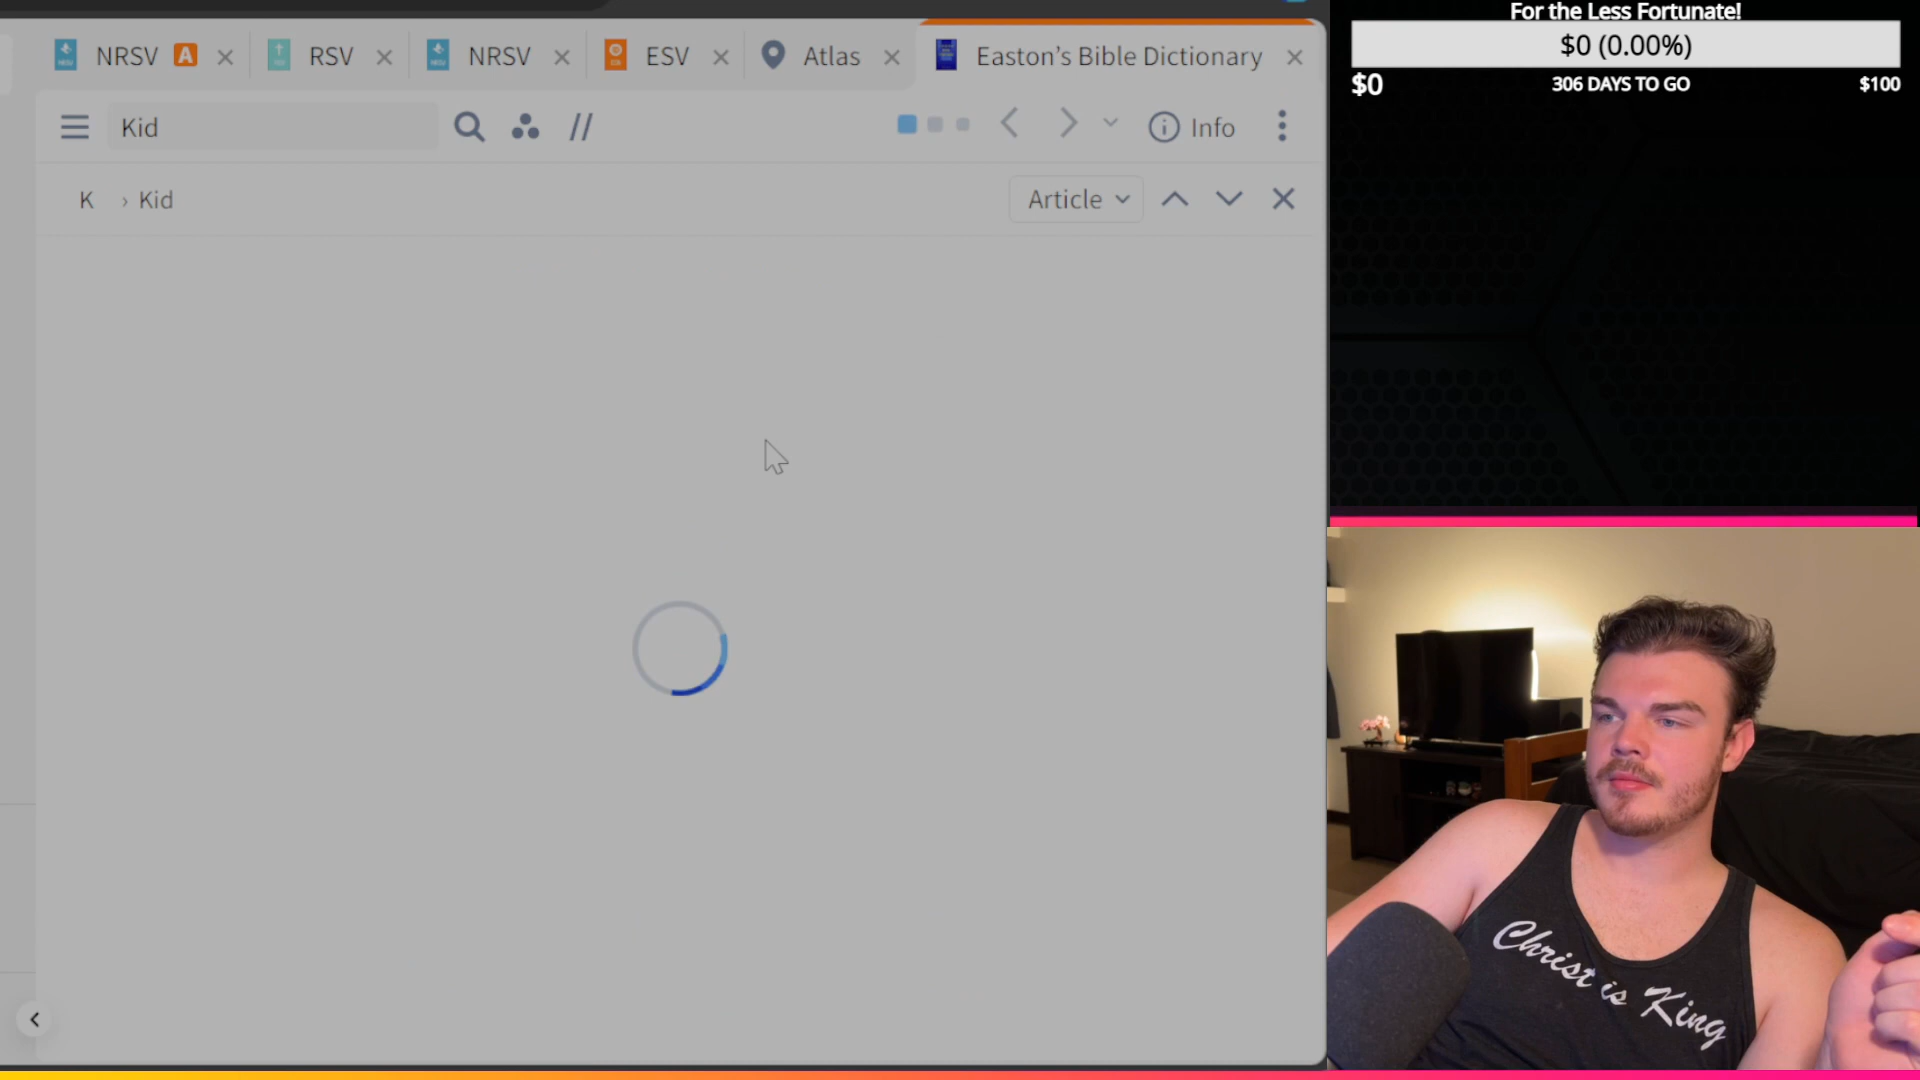 NRSV A
RSV
NRSV
ESV
Atlas
Easton's Bible Dictionary
Kid
Info
K › Kid
Article
For the Less Fortunate!
$0 (0.00%)
$0
306 DAYS TO GO
$100
Christ is King